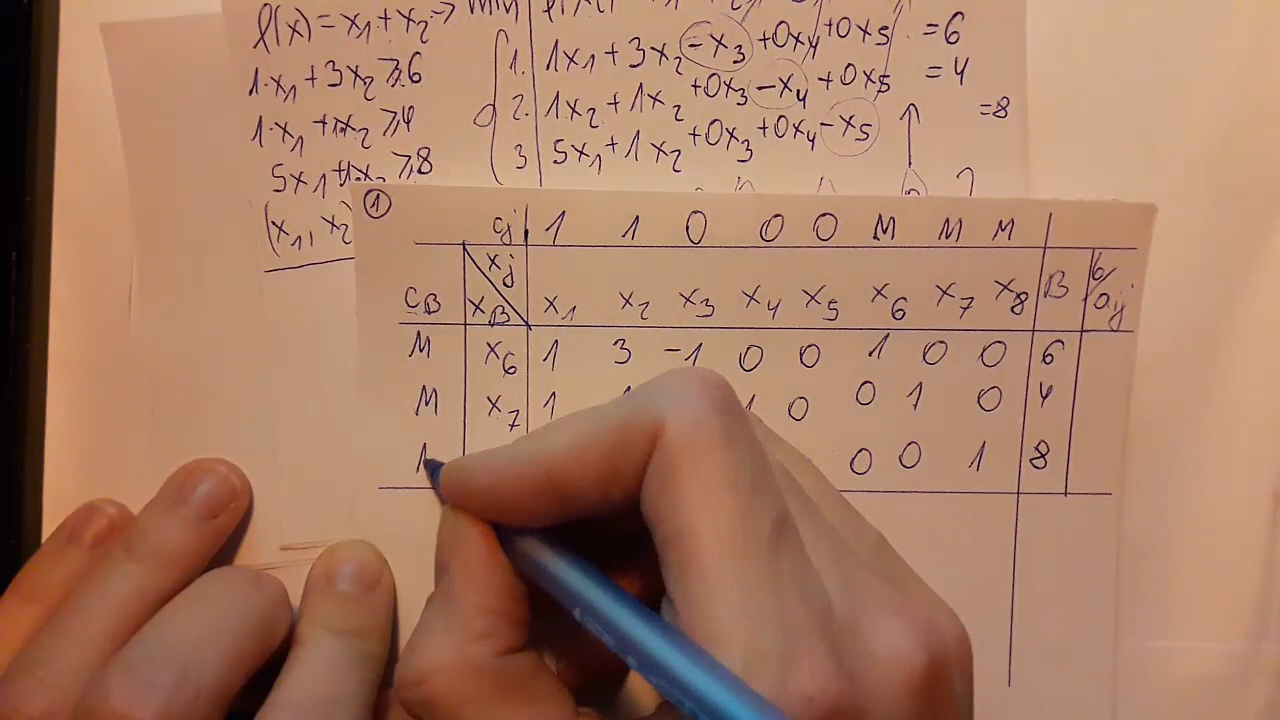 f(x) = x1 + x2 → min
1·x1 + 3x2 ≥ 6
1·x1 + 1x2 ≥ 4
5x1 + 1·x2 ≥ 8
(x1, x2
1. 1x1 + 3x2 -x3 +0x4 +0x5 = 6
2. 1x2 + 1x2 +0x3 -x4 +0x5 = 4
3 5x1 + 1x2 +0x3 +0x4 -x5 =8
1
cj 1 1 0 0 0 M M M
xj
CB xB x1 x2 x3 x4 x5 x6 x7 x8 B b/aij
M x6 1 3 -1 0 0 1 0 0 6
M x7 1 0 0 1 0 4
0 0 1 8